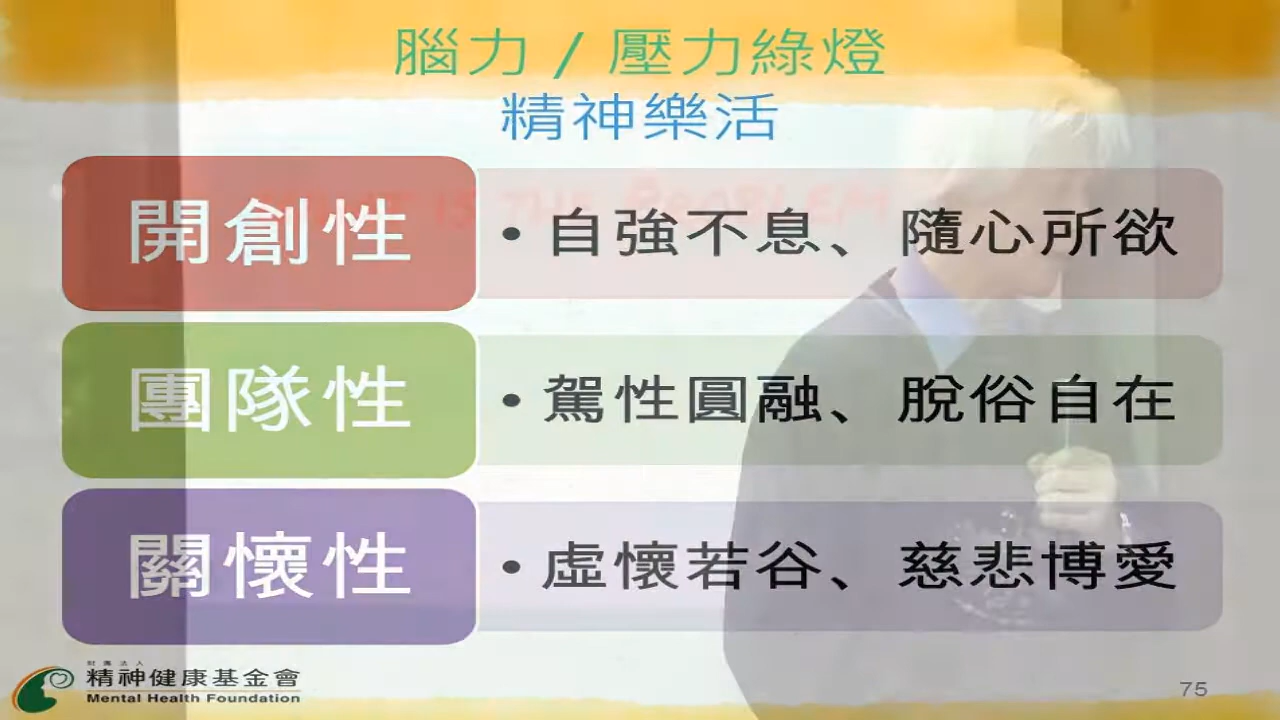 腦力 / 壓力綠燈
精神樂活
開創性
• 自強不息、隨心所欲
團隊性
• 駕性圓融、脫俗自在
關懷性
• 虛懷若谷、慈悲博愛
財團法人
精神健康基金會
Mental Health Foundation
75